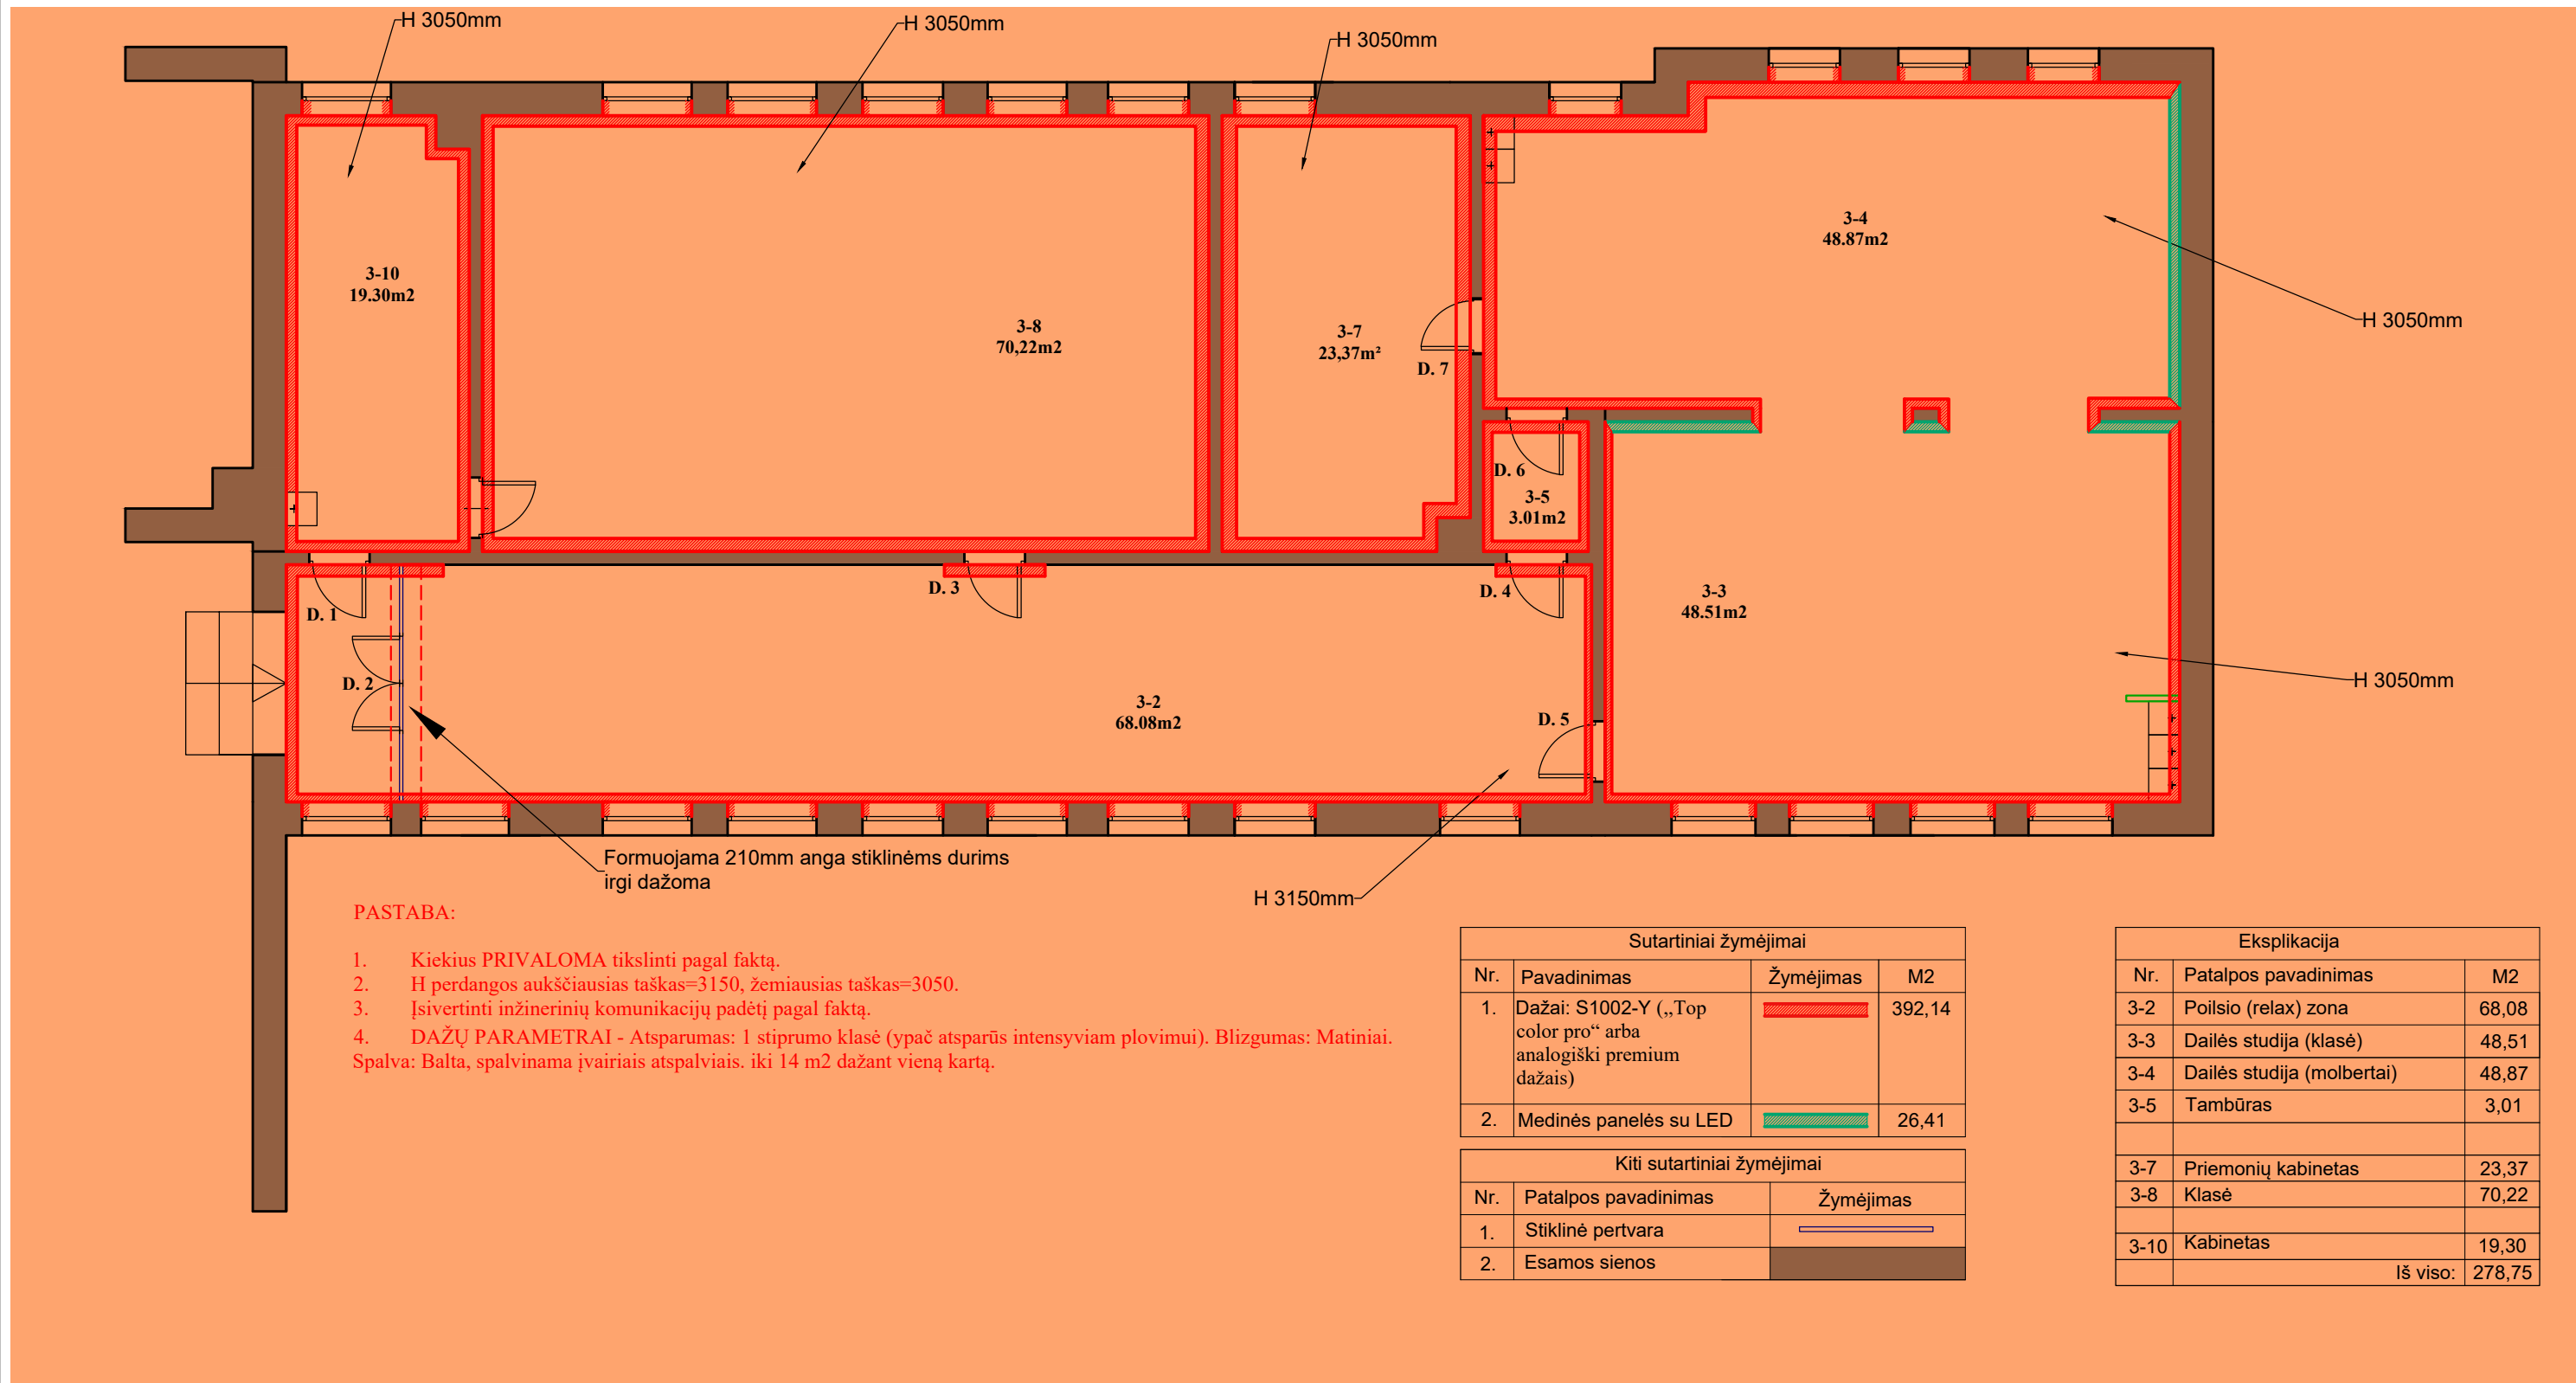 H 3050mm
H 3050mm
H 3050mm
3-4
48.87m2
3-10
19.30m2
H 3050mm
3-8
70,22m2
3-7
23,37m²
D. 7
D. 6
3-5
3.01m2
D. 3
D. 4
3-3
48.51m2
D. 1
D. 2
H 3050mm
3-2
68.08m2
D. 5
Formuojama 210mm anga stiklinėms durims
irgi dažoma
H 3150mm
PASTABA:
1. Kiekius PRIVALOMA tikslinti pagal faktą.
2. H perdangos aukščiausias taškas=3150, žemiausias taškas=3050.
3. Įsivertinti inžinerinių komunikacijų padėtį pagal faktą.
4. DAŽŲ PARAMETRAI - Atsparumas: 1 stiprumo klasė (ypač atsparūs intensyviam plovimui). Blizgumas: Matiniai.
Spalva: Balta, spalvinama įvairiais atspalviais. iki 14 m2 dažant vieną kartą.
Sutartiniai žymėjimai
Nr. Pavadinimas Žymėjimas M2
1. Dažai: S1002-Y („Top 392,14
color pro“ arba
analogiški premium
dažais)
2. Medinės panelės su LED 26,41
Kiti sutartiniai žymėjimai
Nr. Patalpos pavadinimas Žymėjimas
1. Stiklinė pertvara
2. Esamos sienos
Eksplikacija
Nr. Patalpos pavadinimas M2
3-2 Poilsio (relax) zona 68,08
3-3 Dailės studija (klasė) 48,51
3-4 Dailės studija (molbertai) 48,87
3-5 Tambūras 3,01
3-7 Priemonių kabinetas 23,37
3-8 Klasė 70,22
3-10 Kabinetas 19,30
Iš viso: 278,75